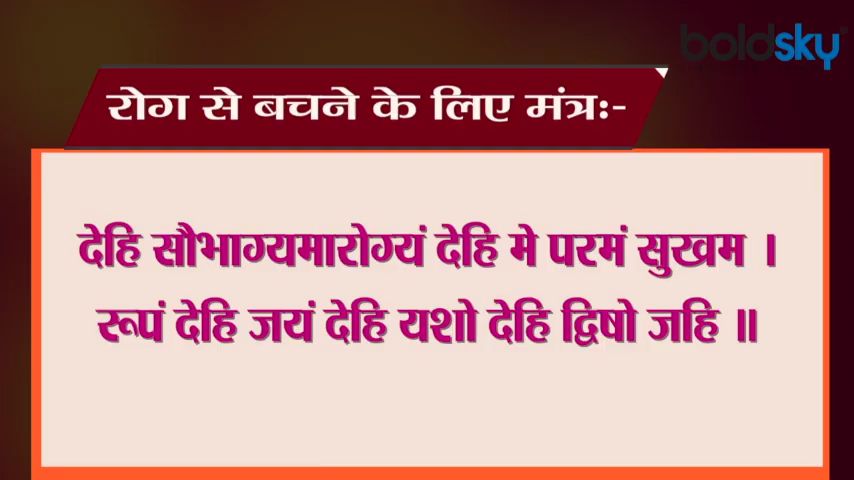 boldsky
रोग से बचने के लिए मंत्रः-
देहि सौभाग्यमारोग्यं देहि मे परमं सुखम ।
रूपं देहि जयं देहि यशो देहि द्विषो जहि ॥